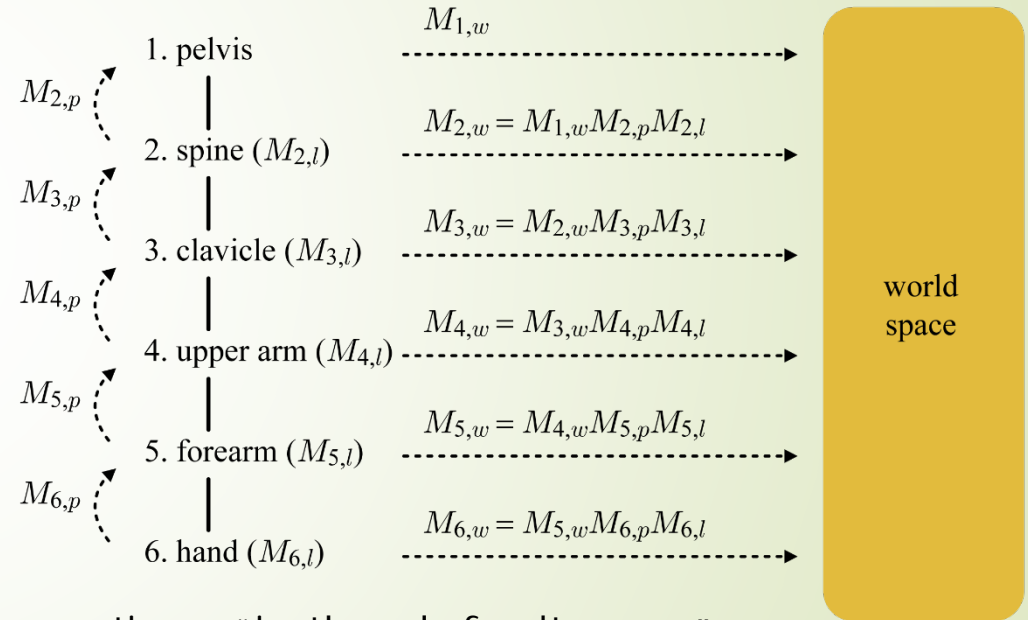 M1,w
1. pelvis
M2,p
M2,w = M1,wM2,pM2,l
2. spine (M2,l)
M3,p
M3,w = M2,wM3,pM3,l
3. clavicle (M3,l)
world
space
M4,p
M4,w = M3,wM4,pM4,l
4. upper arm (M4,l)
M5,p
M5,w = M4,wM5,pM5,l
5. forearm (M5,l)
M6,p
M6,w = M5,wM6,pM6,l
6. hand (M6,l)